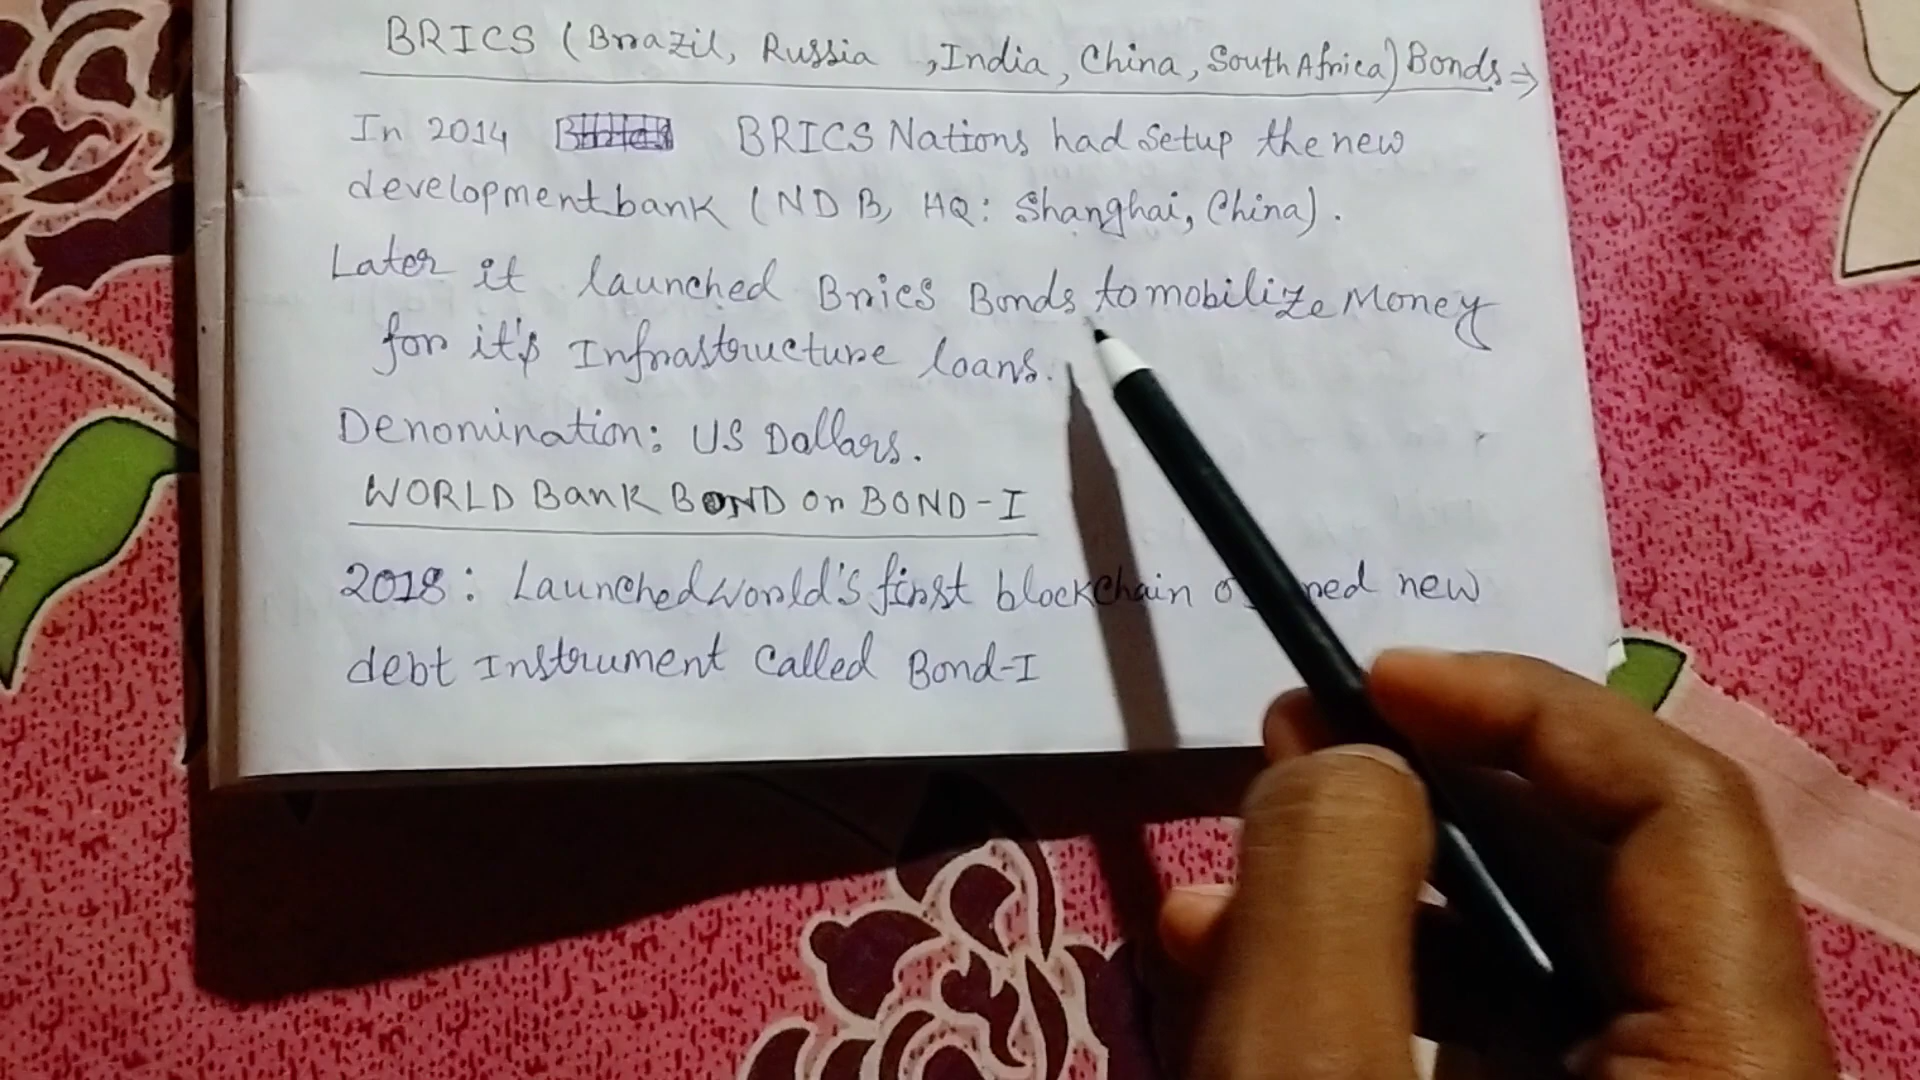 BRICS (Brazil, Russia , India, China, South Africa) Bonds ⇒
In 2014 BRICS Nations had setup the new
development bank (NDB, HQ: Shanghai, China).
Later it launched Brics Bonds to mobilize Money
for it's Infrastructure loans.
Denomination: US Dollars.
WORLD Bank BOND or BOND-I
2018: Launched world's first blockchain new
debt Instrument called Bond-I